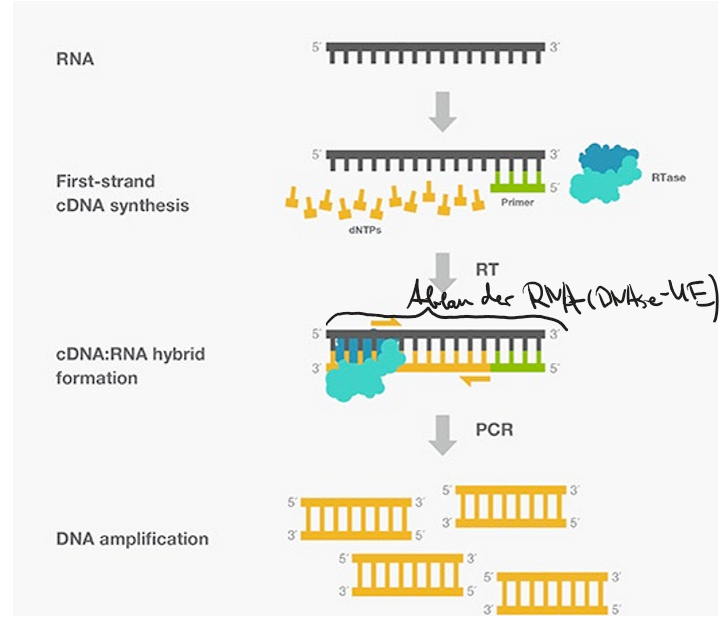 RNA
5´ 3´
First-strand
cDNA synthesis
5´ 3´
5´
Primer
RTase
dNTPs
RT
Abbau der RNA (DNAse-UE)
cDNA:RNA hybrid
formation
5´ 3´
3´ 5´
PCR
DNA amplification
5´ 3´
3´ 5´
5´ 3´
3´ 5´
5´ 3´
3´ 5´
5´ 3´
3´ 5´